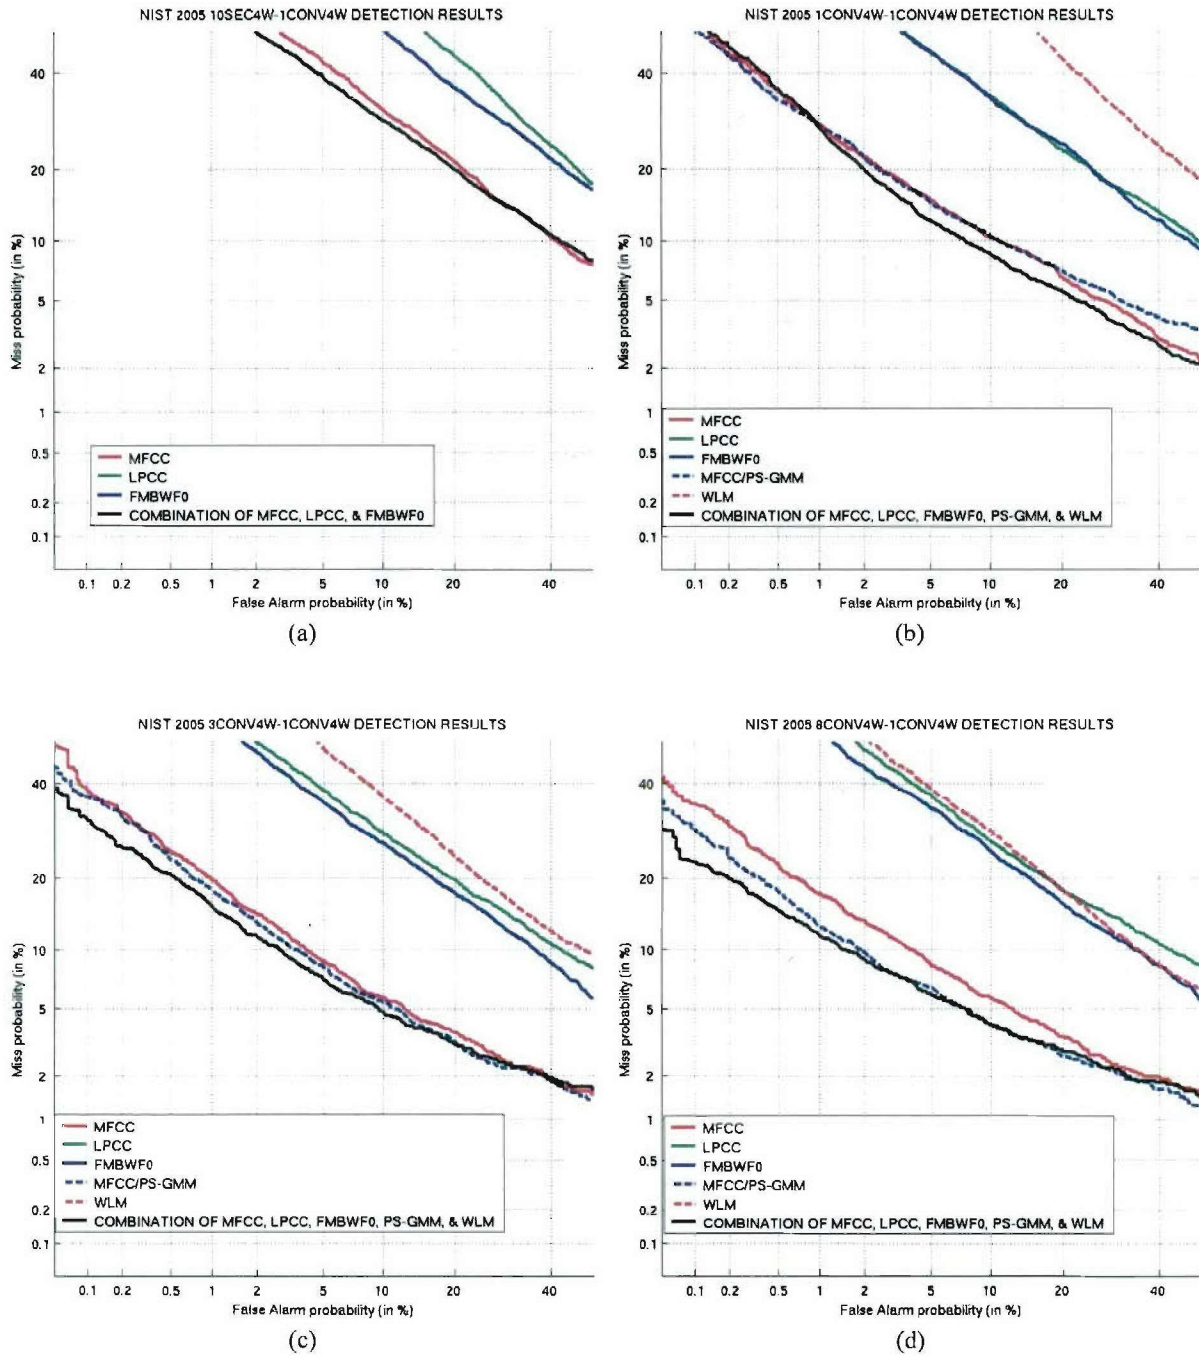 NIST 2005 10SEC4W-1CONV4W DETECTION RESULTS
Miss probability (in %)
40
20
10
5
2
1
0.5
0.2
0.1
MFCC
LPCC
FMBWF0
COMBINATION OF MFCC, LPCC, & FMBWF0
0.1 0.2 0.5 1 2 5 10 20 40
False Alarm probability (in %)
(a)
NIST 2005 1CONV4W-1CONV4W DETECTION RESULTS
Miss probability (in %)
40
20
10
5
2
1
0.5
0.2
0.1
MFCC
LPCC
FMBWF0
MFCC/PS-GMM
WLM
COMBINATION OF MFCC, LPCC, FMBWF0, PS-GMM, & WLM
0.1 0.2 0.5 1 2 5 10 20 40
False Alarm probability (in %)
(b)
NIST 2005 3CONV4W-1CONV4W DETECTION RESULTS
Miss probability (in %)
40
20
10
5
2
1
0.5
0.2
0.1
MFCC
LPCC
FMBWF0
MFCC/PS-GMM
WLM
COMBINATION OF MFCC, LPCC, FMBWF0, PS-GMM, & WLM
0.1 0.2 0.5 1 2 5 10 20 40
False Alarm probability (in %)
(c)
NIST 2005 8CONV4W-1CONV4W DETECTION RESULTS
Miss probability (in %)
40
20
10
5
2
1
0.5
0.2
0.1
MFCC
LPCC
FMBWF0
MFCC/PS-GMM
WLM
COMBINATION OF MFCC, LPCC, FMBWF0, PS-GMM, & WLM
0.1 0.2 0.5 1 2 5 10 20 40
False Alarm probability (in %)
(d)